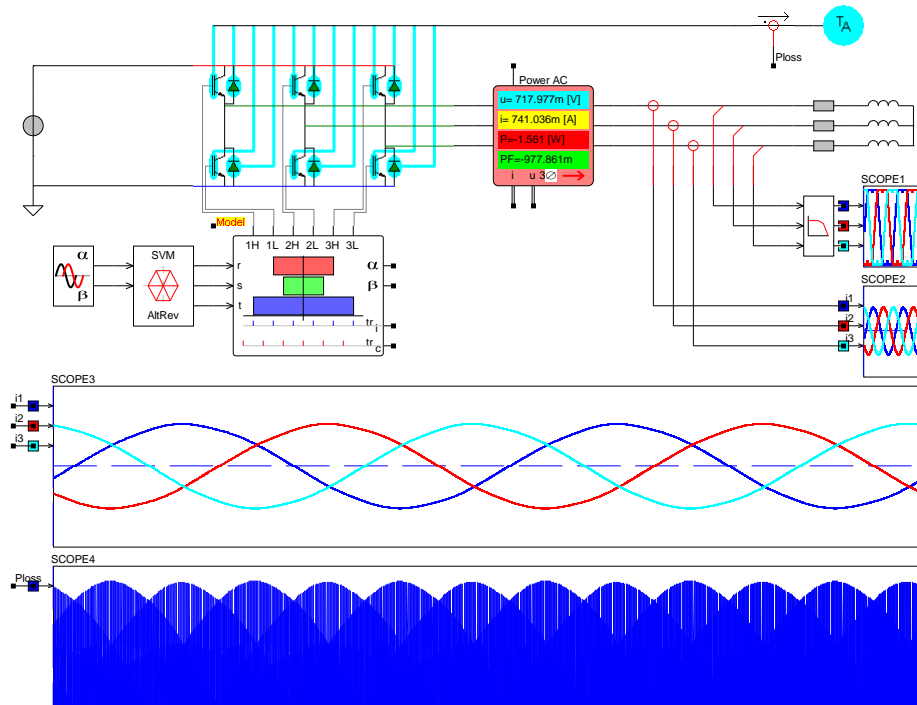 TA
Ploss
Power AC
u= 717.977m [V]
i= 741.036m [A]
P=-1.561 [W]
PF=-977.861m
i u 3∅
SCOPE1
Model
1H 1L 2H 2L 3H 3L
α
β
SVM
AltRev
r
s
t
α
β
tr i
tr c
SCOPE2
i1
i2
i3
SCOPE3
i1
i2
i3
SCOPE4
Ploss